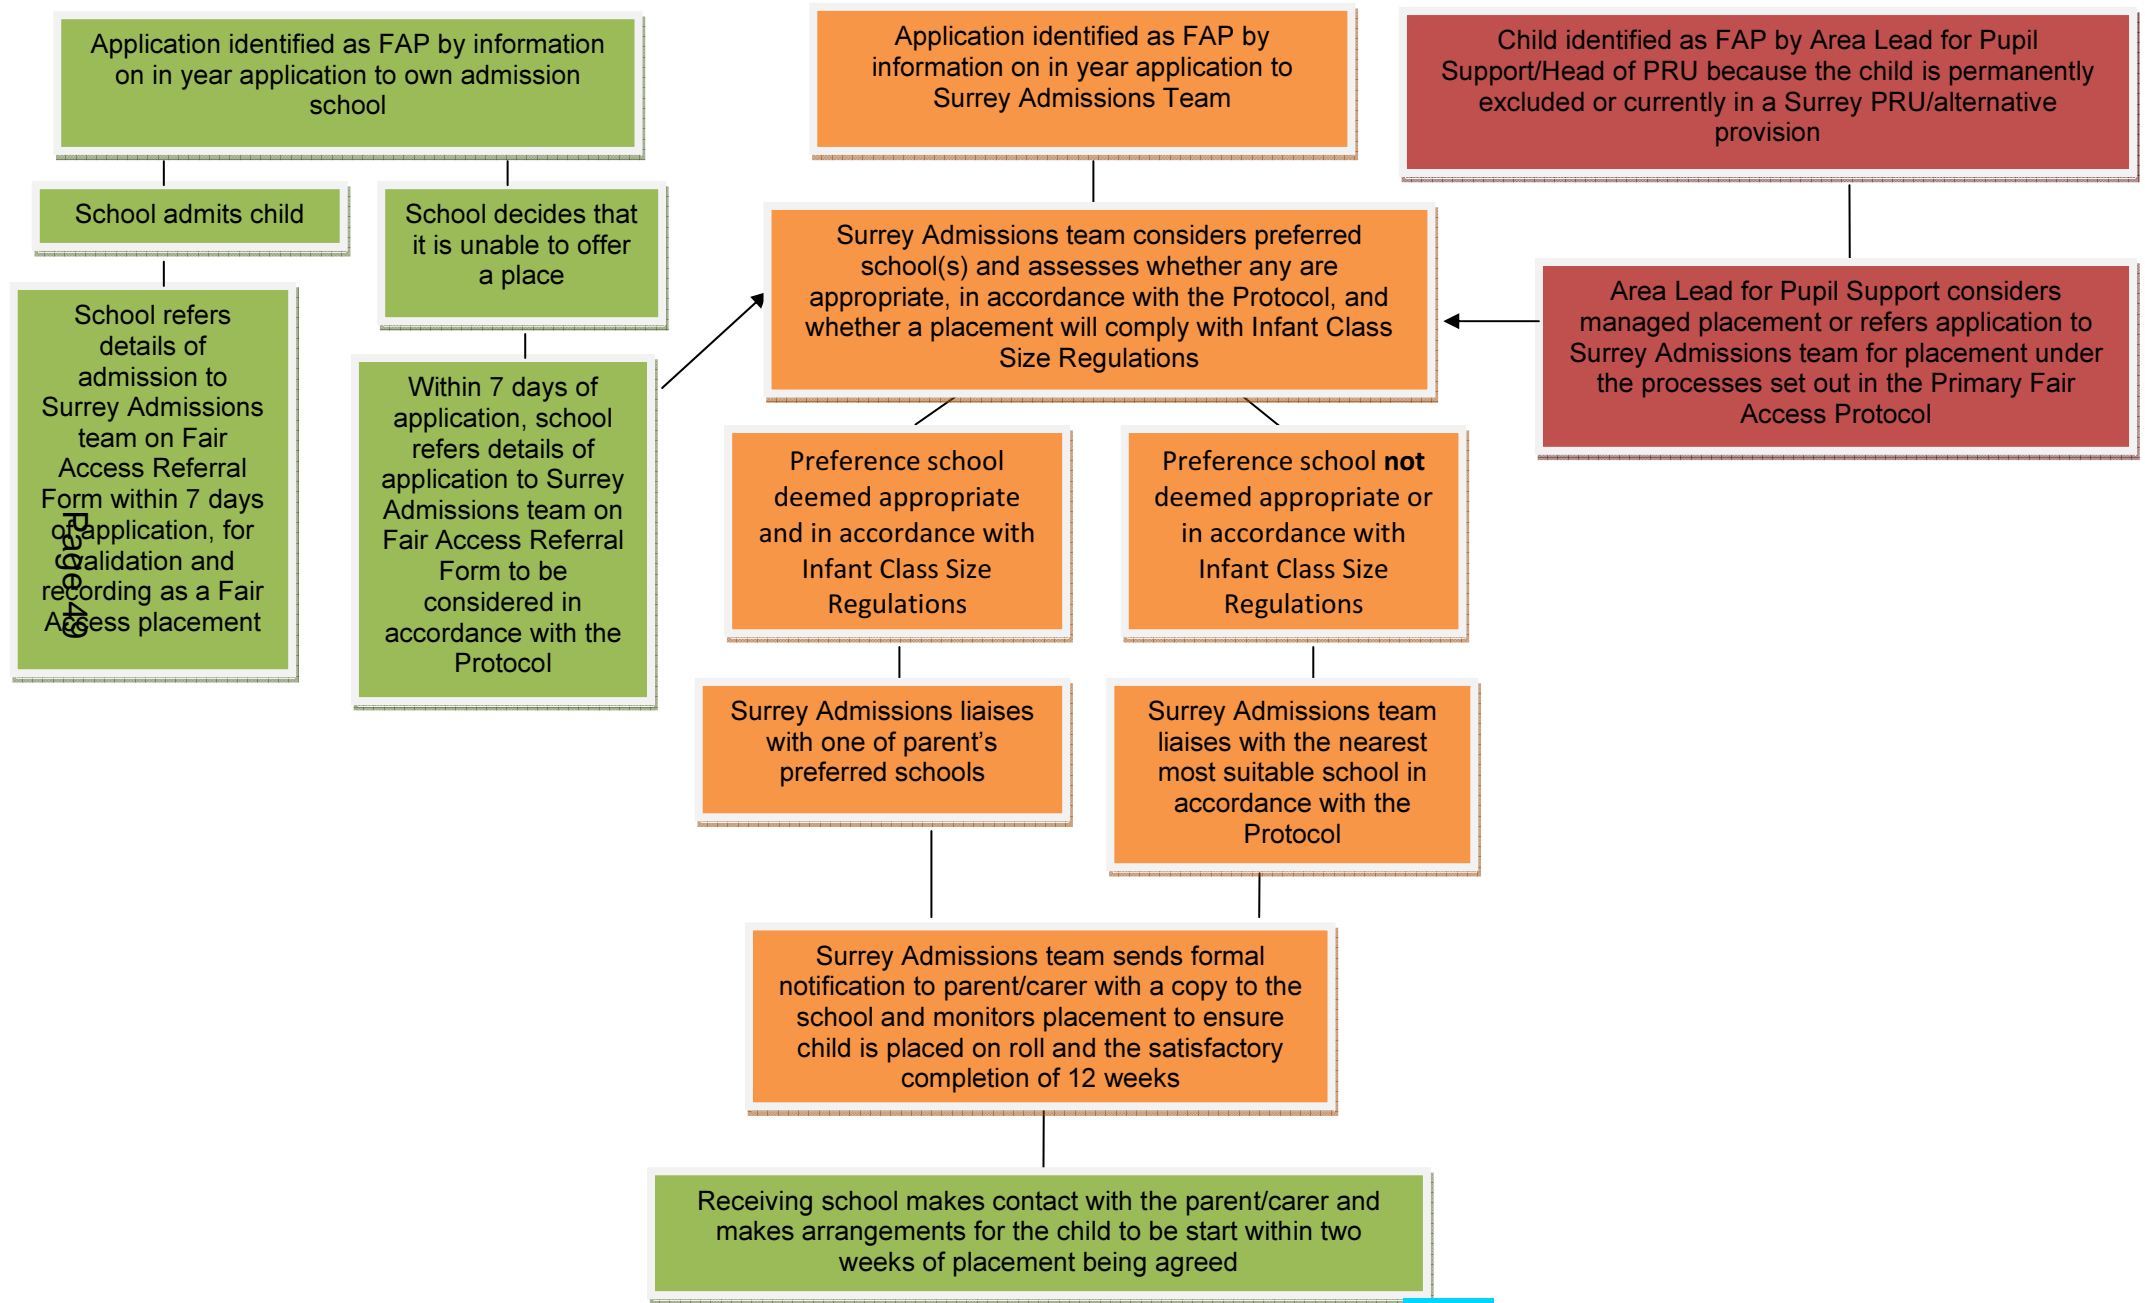 Application identified as FAP by information
on in year application to own admission
school
Application identified as FAP by
information on in year application to
Surrey Admissions Team
Child identified as FAP by Area Lead for Pupil
Support/Head of PRU because the child is permanently
excluded or currently in a Surrey PRU/alternative
provision
School admits child
School decides that
it is unable to offer
a place
Surrey Admissions team considers preferred
school(s) and assesses whether any are
appropriate, in accordance with the Protocol, and
whether a placement will comply with Infant Class
Size Regulations
Area Lead for Pupil Support considers
managed placement or refers application to
Surrey Admissions team for placement under
the processes set out in the Primary Fair
Access Protocol
School refers
details of
admission to
Surrey Admissions
team on Fair
Access Referral
Form within 7 days
of application, for
validation and
recording as a Fair
Access placement
Page 49
Within 7 days of
application, school
refers details of
application to Surrey
Admissions team on
Fair Access Referral
Form to be
considered in
accordance with the
Protocol
Preference school
deemed appropriate
and in accordance with
Infant Class Size
Regulations
Preference school not
deemed appropriate or
in accordance with
Infant Class Size
Regulations
Surrey Admissions liaises
with one of parent’s
preferred schools
Surrey Admissions team
liaises with the nearest
most suitable school in
accordance with the
Protocol
Surrey Admissions team sends formal
notification to parent/carer with a copy to the
school and monitors placement to ensure
child is placed on roll and the satisfactory
completion of 12 weeks
Receiving school makes contact with the parent/carer and
makes arrangements for the child to be start within two
weeks of placement being agreed